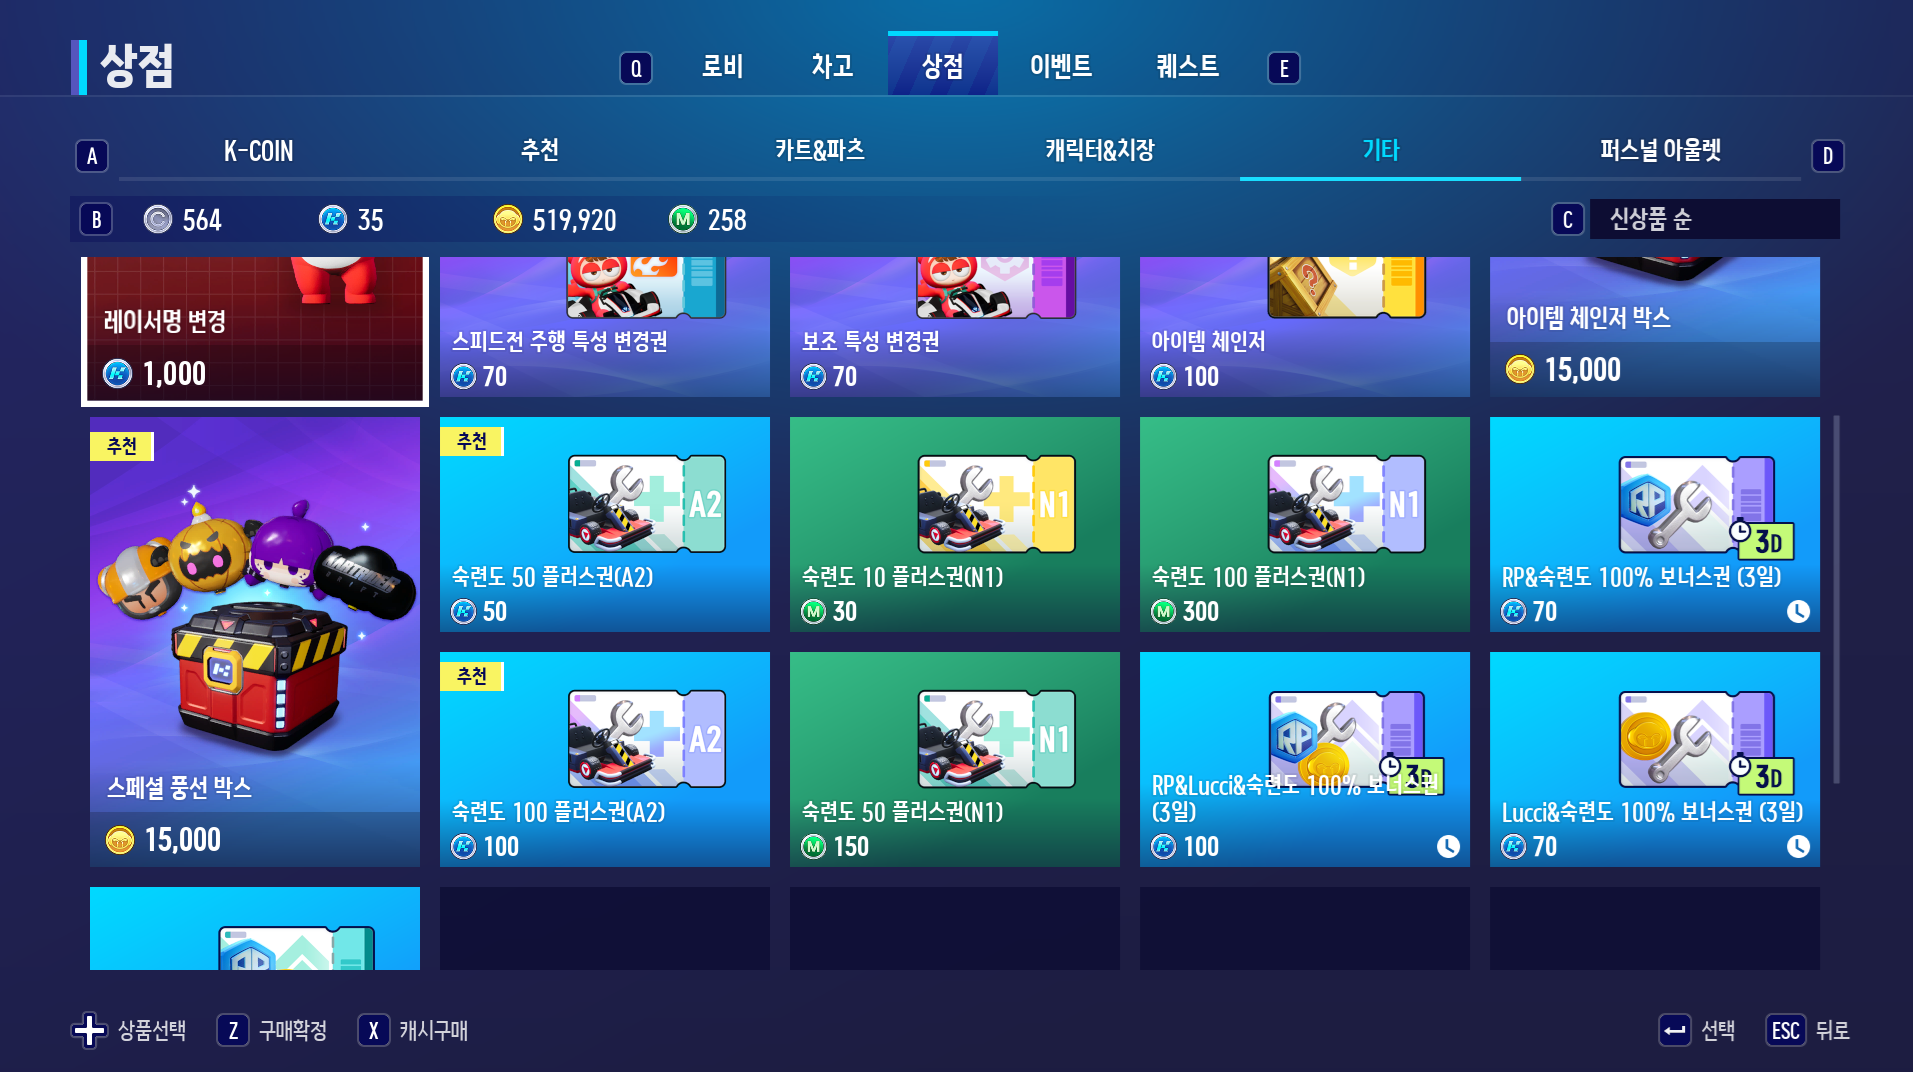 상점
Q
로비
차고
상점
이벤트
퀘스트
E
A
K-COIN
추천
카트&파츠
캐릭터&치장
기타
퍼스널 아울렛
D
B
564
35
519,920
M
258
C
신상품 순
레이서명 변경
1,000
스피드전 주행 특성 변경권
70
보조 특성 변경권
70
아이템 체인저
100
아이템 체인저 박스
15,000
추천
스페셜 풍선 박스
15,000
추천
A2
숙련도 50 플러스권(A2)
50
N1
숙련도 10 플러스권(N1)
M
30
N1
숙련도 100 플러스권(N1)
M
300
RP
3D
RP&숙련도 100% 보너스권 (3일)
70
추천
A2
숙련도 100 플러스권(A2)
100
N1
숙련도 50 플러스권(N1)
M
150
RP
3D
RP&Lucci&숙련도 100% 보너스권
(3일)
100
3D
Lucci&숙련도 100% 보너스권 (3일)
70
RP
상품선택
Z
구매확정
X
캐시구매
선택
ESC
뒤로